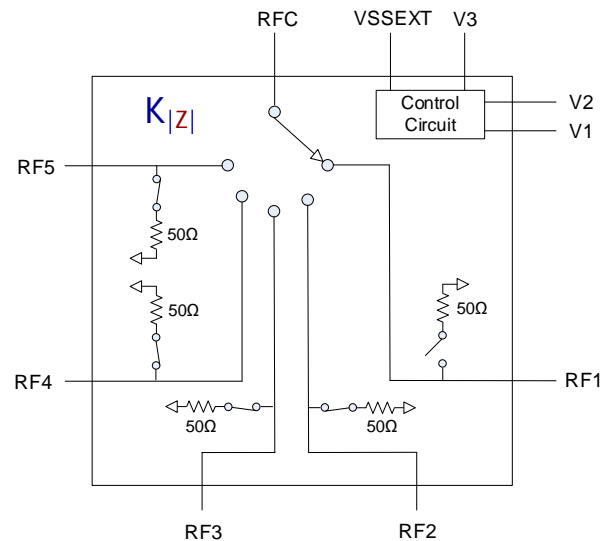 RFC
VSSEXT
V3
K|Z|
Control
Circuit
V2
V1
RF5
50Ω
50Ω
50Ω
RF4
RF1
50Ω
50Ω
RF3
RF2